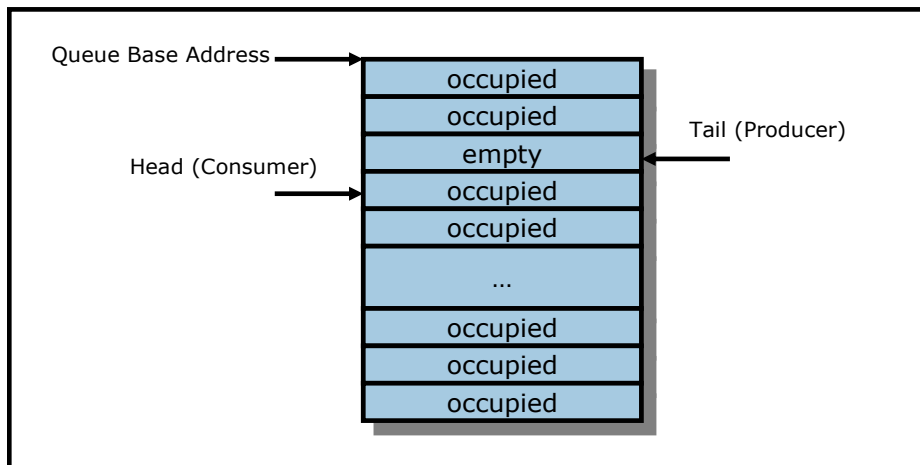 Queue Base Address
occupied
occupied
Tail (Producer)
empty
Head (Consumer)
occupied
occupied
...
occupied
occupied
occupied